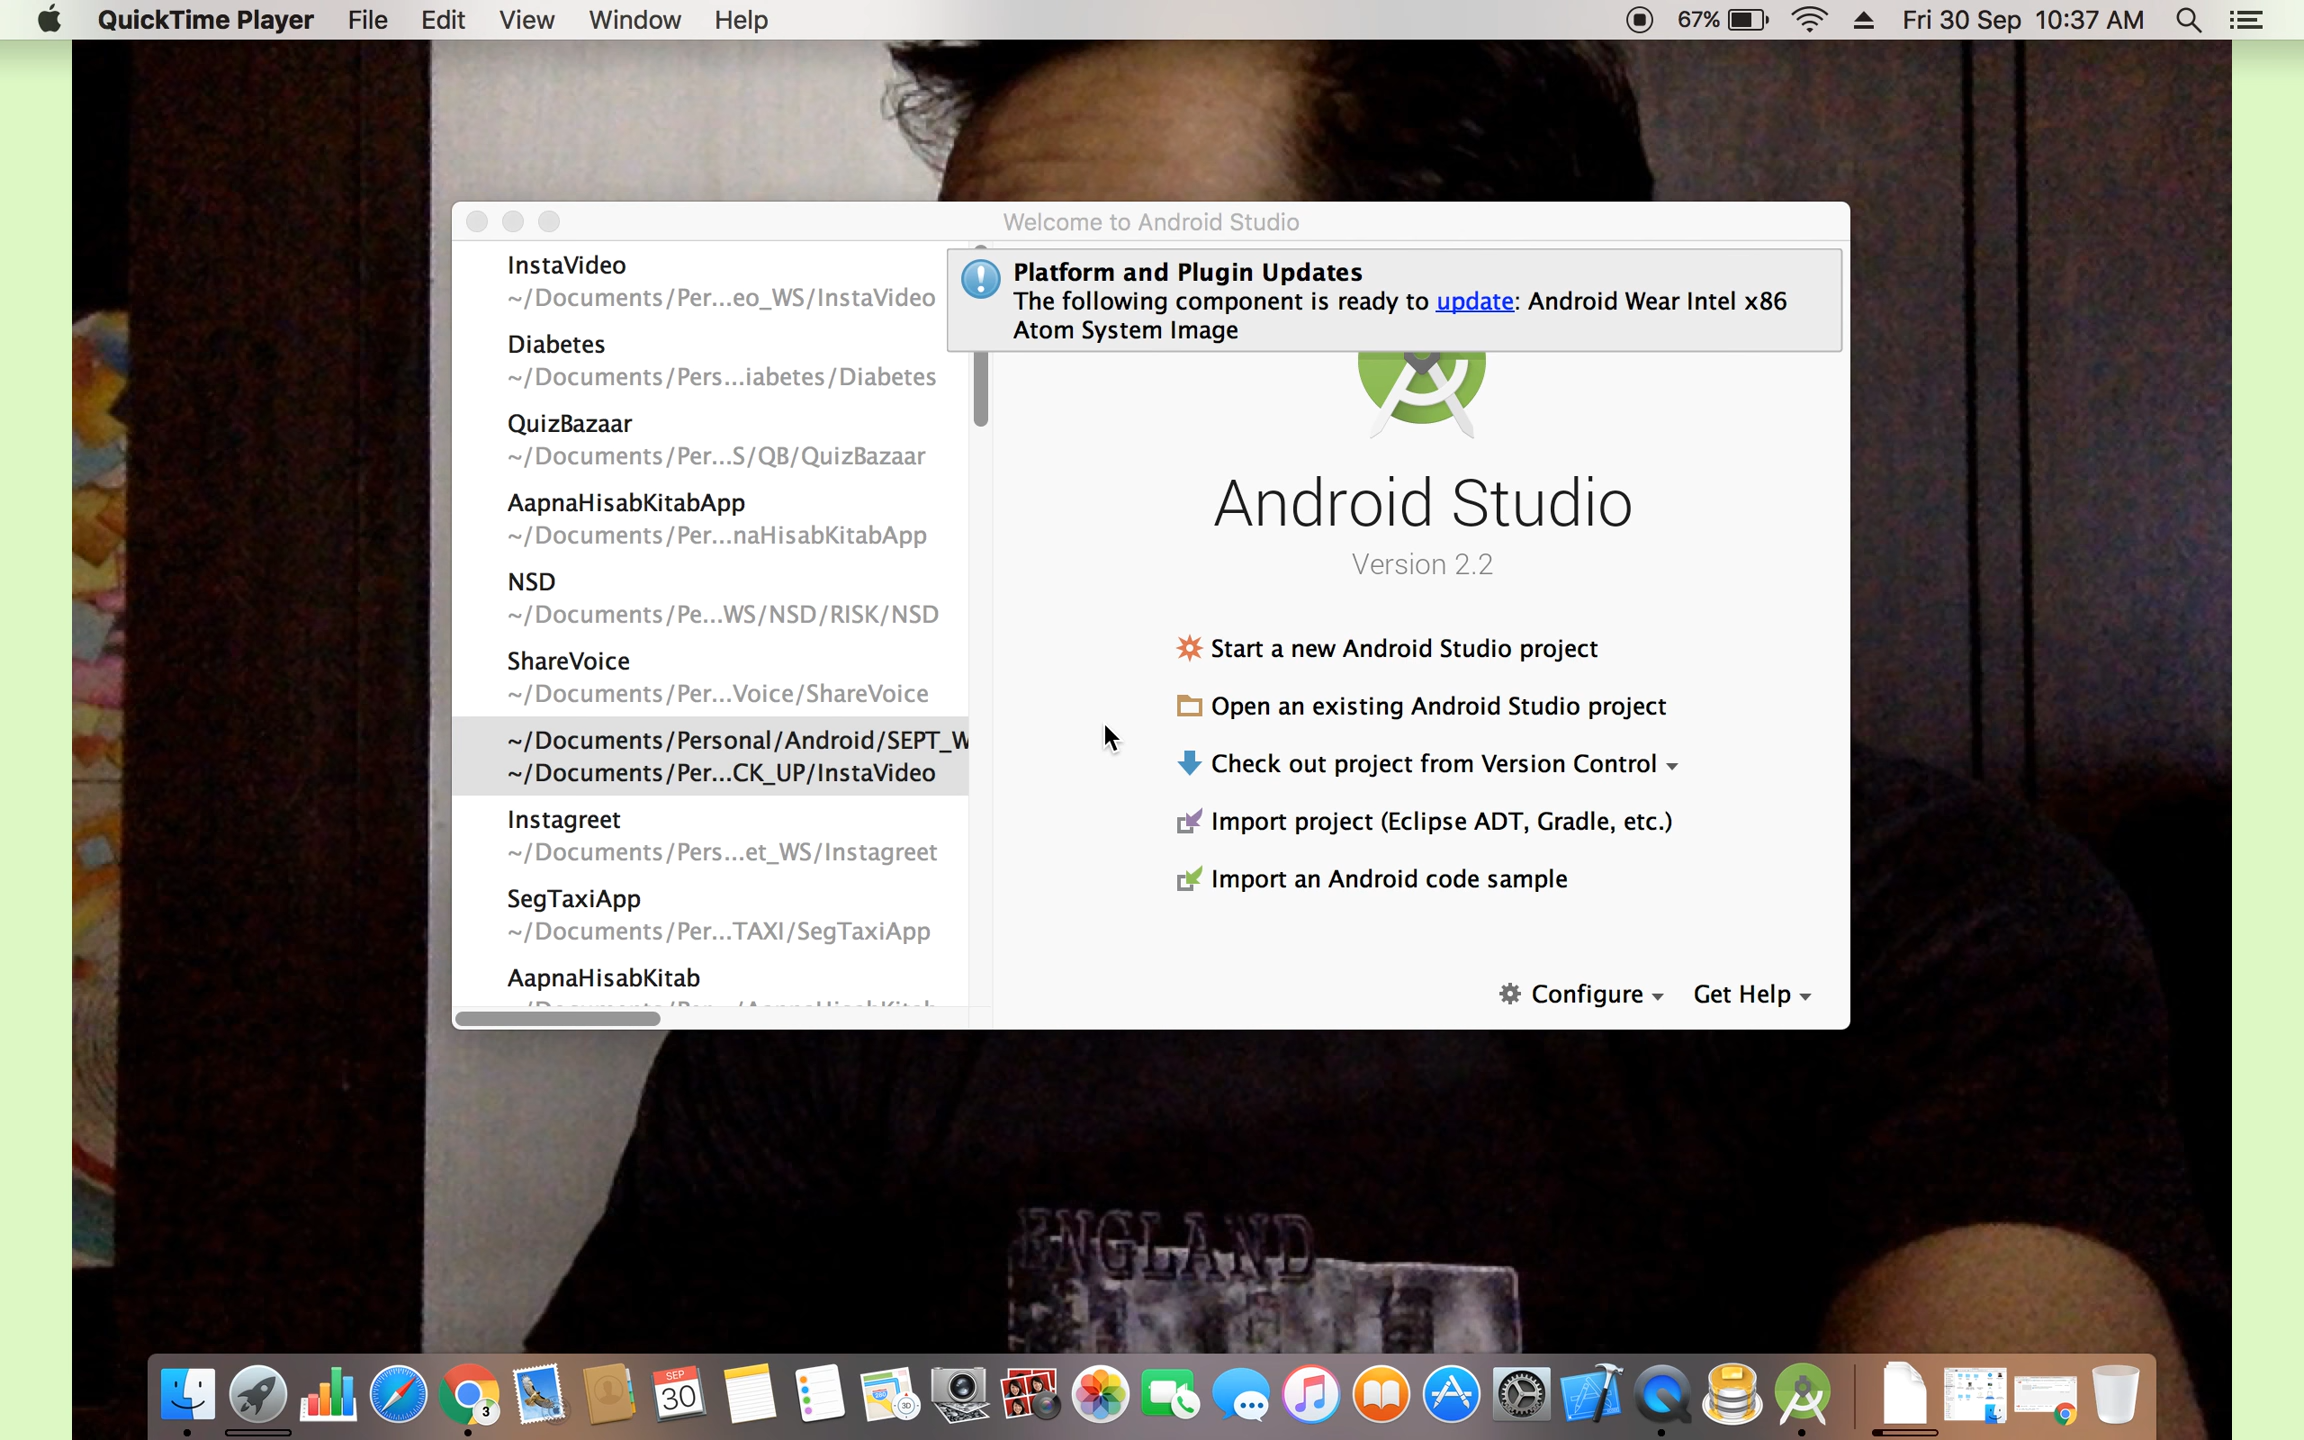 QuickTime Player File Edit View Window Help 67% Fri 30 Sep 10:37 AM
Welcome to Android Studio
InstaVideo
~/Documents/Per...eo_WS/InstaVideo
Diabetes
~/Documents/Pers...iabetes/Diabetes
QuizBazaar
~/Documents/Per...S/QB/QuizBazaar
AapnaHisabKitabApp
~/Documents/Per...naHisabKitabApp
NSD
~/Documents/Pe...WS/NSD/RISK/NSD
ShareVoice
~/Documents/Per...Voice/ShareVoice
~/Documents/Personal/Android/SEPT_W
~/Documents/Per...CK_UP/InstaVideo
Instagreet
~/Documents/Pers...et_WS/Instagreet
SegTaxiApp
~/Documents/Per...TAXI/SegTaxiApp
AapnaHisabKitab
Platform and Plugin Updates
The following component is ready to update: Android Wear Intel x86
Atom System Image
Android Studio
Version 2.2
Start a new Android Studio project
Open an existing Android Studio project
Check out project from Version Control
Import project (Eclipse ADT, Gradle, etc.)
Import an Android code sample
Configure Get Help
ENGLAND
3
SEP
30
280
3D